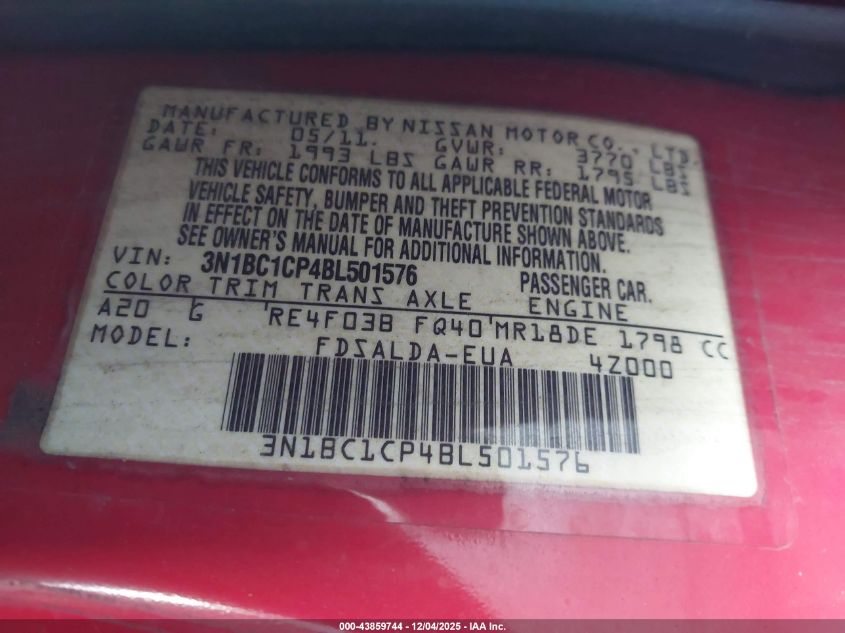 MANUFACTURED BY NISSAN MOTOR CO., LTD
DATE: 05/11. GVWR: 3770 LBS
GAWR FR: 1993 LBS GAWR RR: 1795 LBS
THIS VEHICLE CONFORMS TO ALL APPLICABLE FEDERAL MOTOR
VEHICLE SAFETY, BUMPER AND THEFT PREVENTION STANDARDS
IN EFFECT ON THE DATE OF MANUFACTURE SHOWN ABOVE.
SEE OWNER'S MANUAL FOR ADDITIONAL INFORMATION.
VIN: 3N1BC1CP4BL501576 PASSENGER CAR.
COLOR TRIM TRANS AXLE ENGINE
A20 G RE4F03B FQ40 MR18DE 1798 CC
MODEL: FDSALDA-EUA 4Z000
3N1BC1CP4BL501576
000-43859744 - 12/04/2025 - IAA Inc.